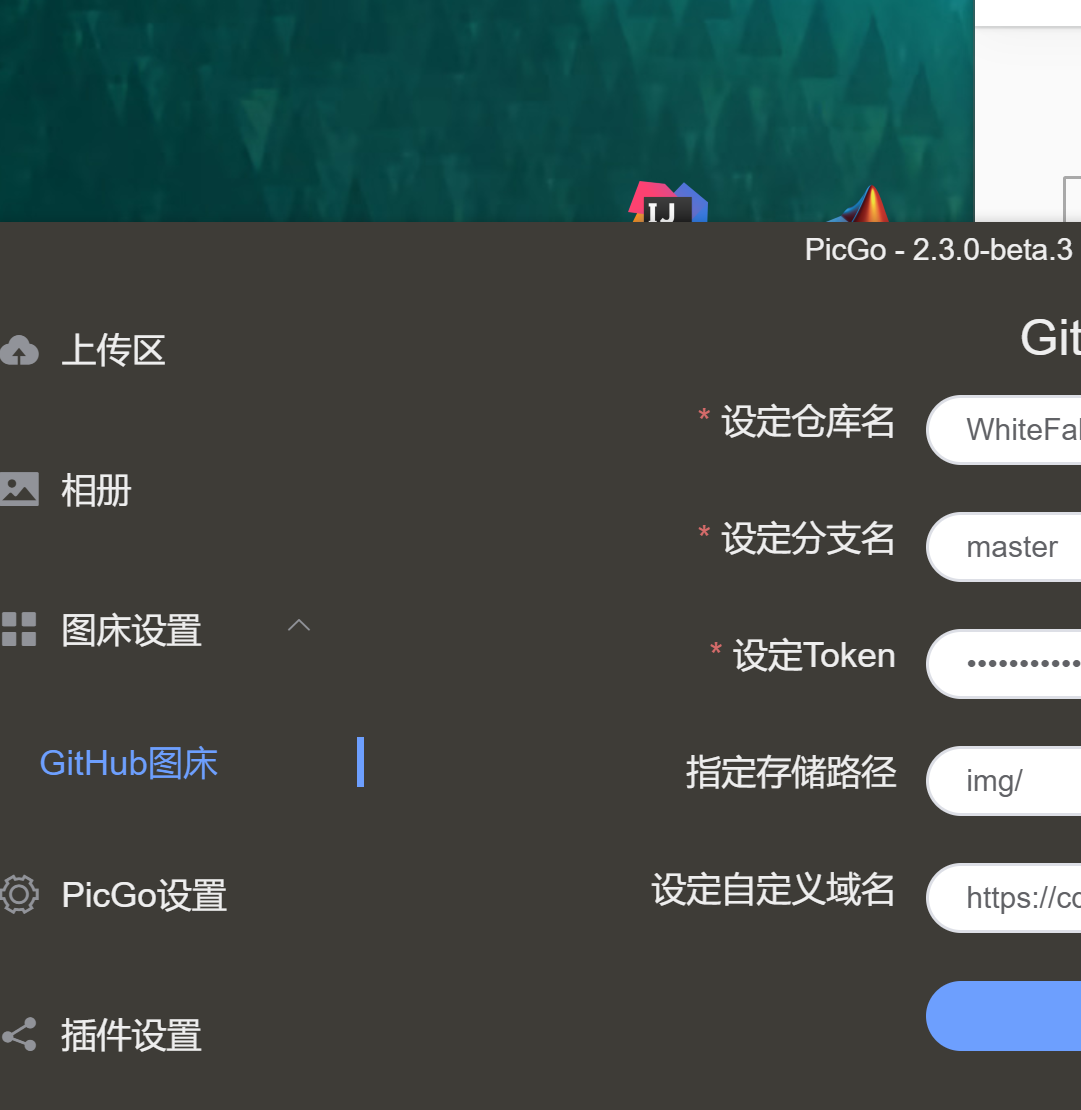 IJ
PicGo - 2.3.0-beta.3
上传区
相册
图床设置
GitHub图床
PicGo设置
插件设置
Git
* 设定仓库名
WhiteFal
* 设定分支名
master
* 设定Token
指定存储路径
img/
设定自定义域名
https://cd